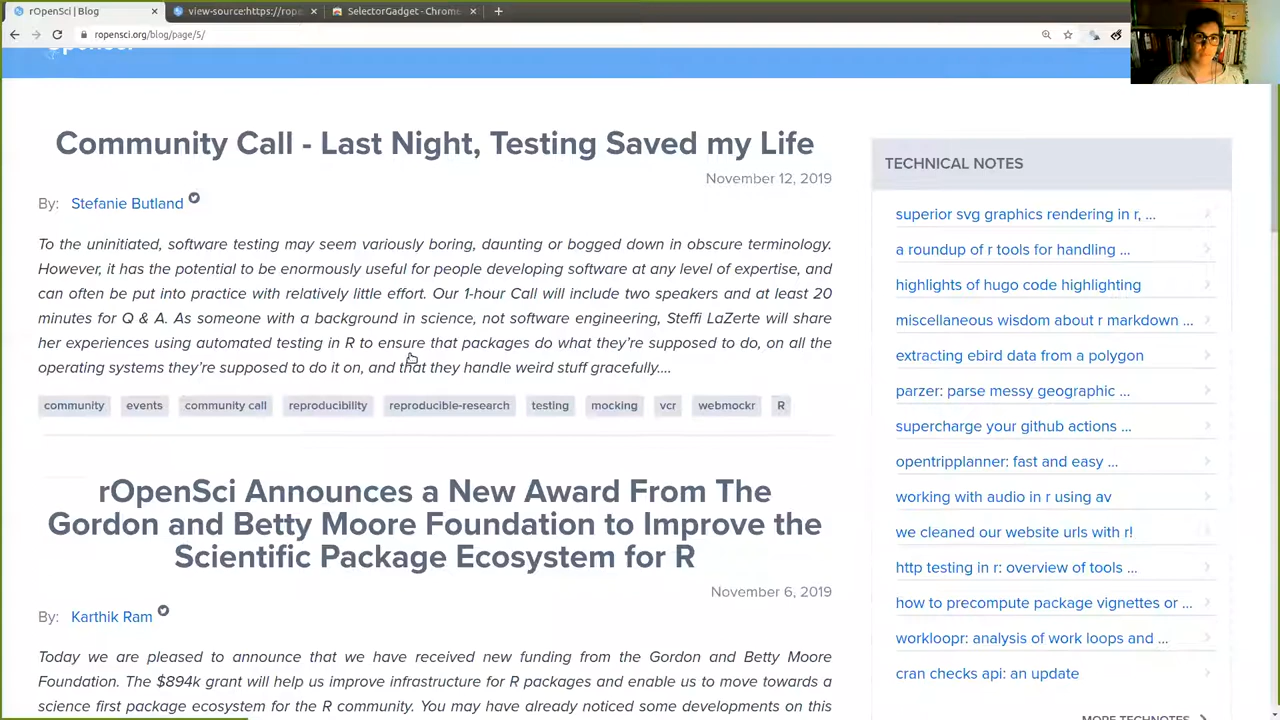 rOpenSci | Blog
view-source:https://rope
SelectorGadget - Chrome
ropensci.org/blog/page/5/
Community Call - Last Night, Testing Saved my Life
November 12, 2019
By: Stefanie Butland
To the uninitiated, software testing may seem variously boring, daunting or bogged down in obscure terminology.
However, it has the potential to be enormously useful for people developing software at any level of expertise, and
can often be put into practice with relatively little effort. Our 1-hour Call will include two speakers and at least 20
minutes for Q & A. As someone with a background in science, not software engineering, Steffi LaZerte will share
her experiences using automated testing in R to ensure that packages do what they're supposed to do, on all the
operating systems they're supposed to do it on, and that they handle weird stuff gracefully....
community events community call reproducibility reproducible-research testing mocking vcr webmockr R
rOpenSci Announces a New Award From The
Gordon and Betty Moore Foundation to Improve the
Scientific Package Ecosystem for R
November 6, 2019
By: Karthik Ram
Today we are pleased to announce that we have received new funding from the Gordon and Betty Moore
Foundation. The $894k grant will help us improve infrastructure for R packages and enable us to move towards a
science first package ecosystem for the R community. You may have already noticed some developments on this
TECHNICAL NOTES
superior svg graphics rendering in r, ...
a roundup of r tools for handling ...
highlights of hugo code highlighting
miscellaneous wisdom about r markdown ...
extracting ebird data from a polygon
parzer: parse messy geographic ...
supercharge your github actions ...
opentripplanner: fast and easy ...
working with audio in r using av
we cleaned our website urls with r!
http testing in r: overview of tools ...
how to precompute package vignettes or ...
workloopr: analysis of work loops and ...
cran checks api: an update
MORE TECHNOTES